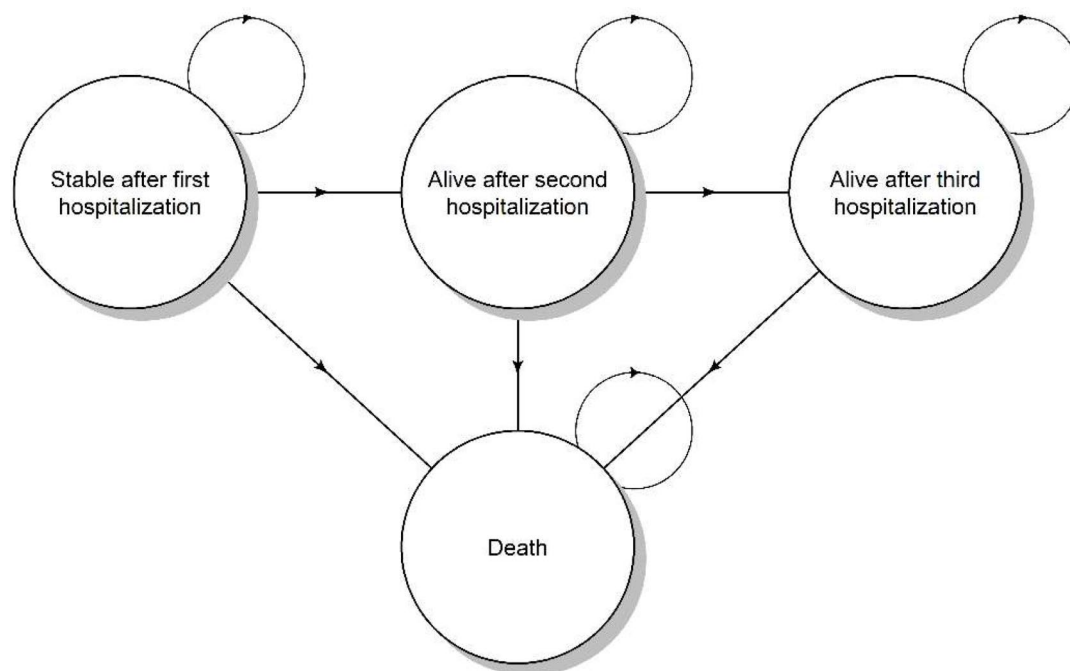 Stable after first
hospitalization
Alive after second
hospitalization
Alive after third
hospitalization
Death